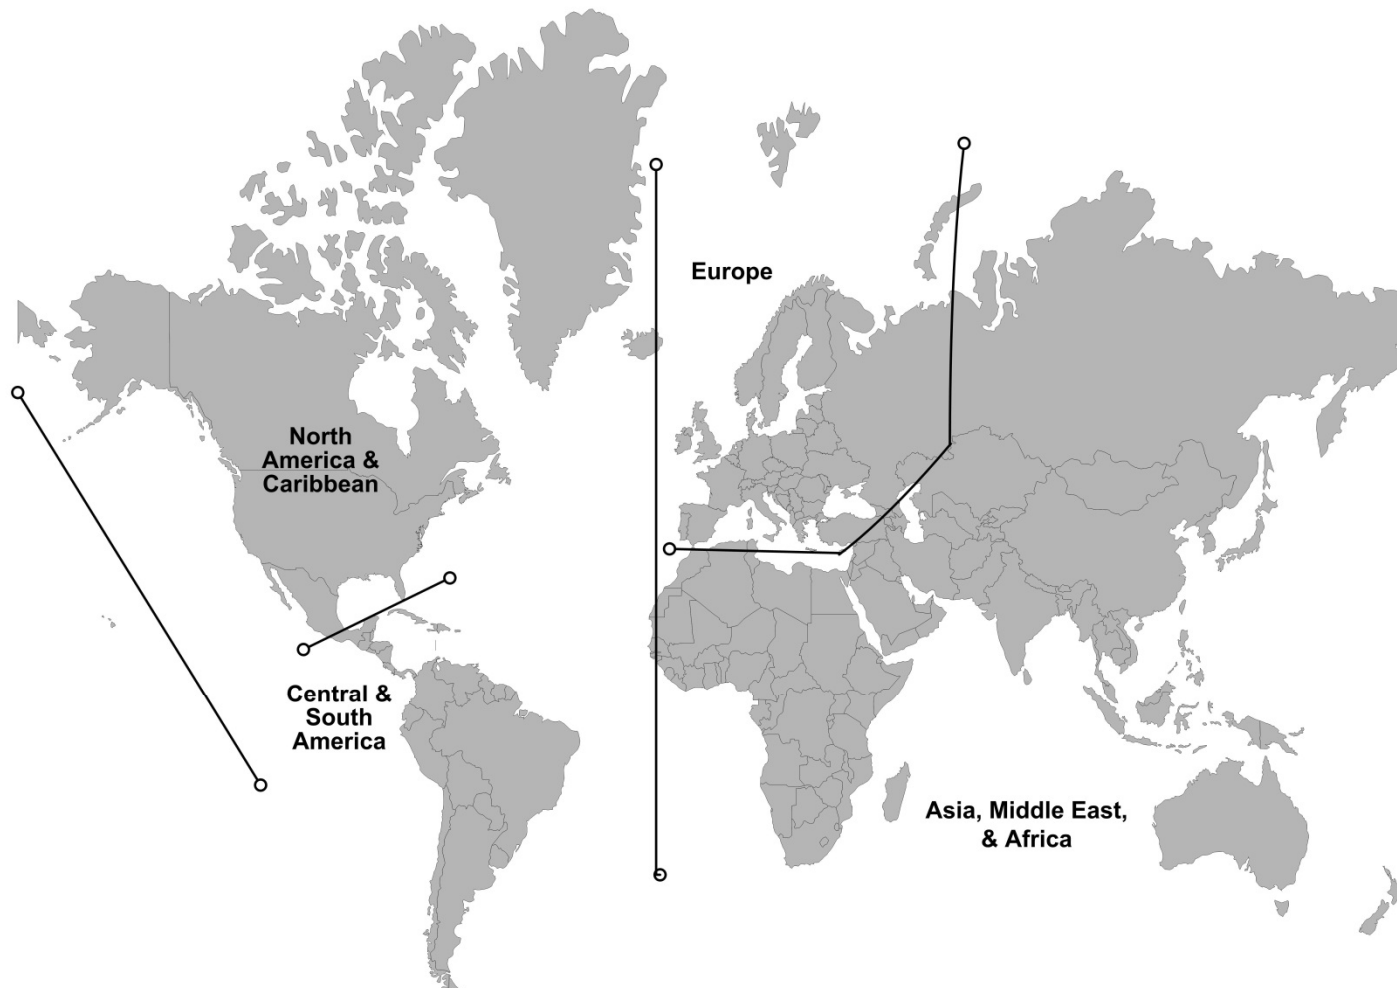 Europe
North
America &
Caribbean
Central &
South
America
Asia, Middle East,
& Africa